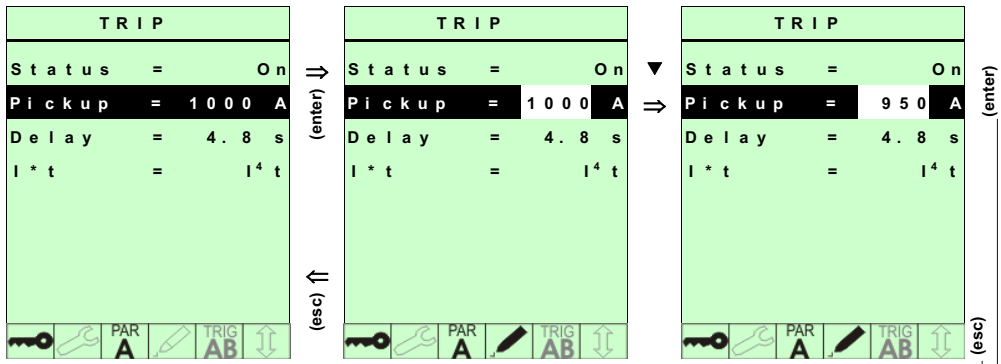 TRIP
Status = On
Pickup = 1000 A
Delay = 4.8 s
I*t = I⁴t
PAR A TRIG AB
⇒
(enter)
⇐
(esc)
TRIP
Status = On
Pickup = 1000 A
Delay = 4.8 s
I*t = I⁴t
PAR A TRIG AB
▼
⇒
TRIP
Status = On
Pickup = 950 A
Delay = 4.8 s
I*t = I⁴t
PAR A TRIG AB
(enter)
(esc)